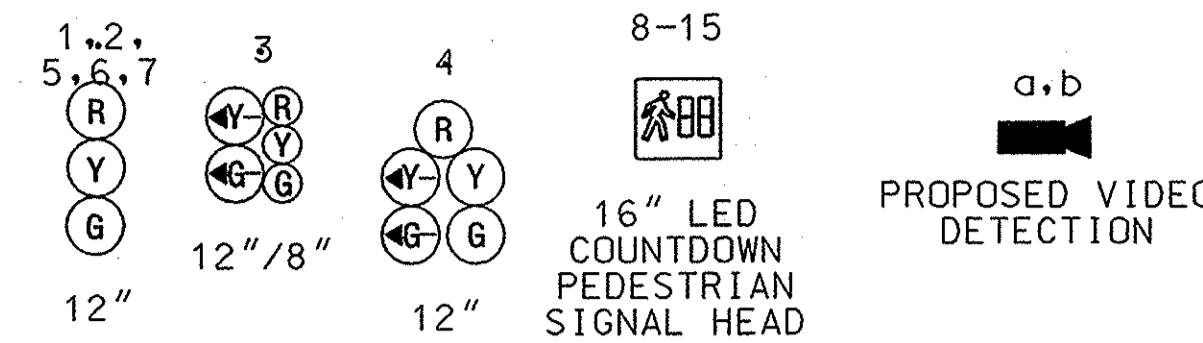 1,2,
5,6,7
R
Y
G
12"
3
Y R
Y
G G
12"/8"
4
R
Y Y
G G
12"
8-15
16" LED
COUNTDOWN
PEDESTRIAN
SIGNAL HEAD
a,b
PROPOSED VIDEO
DETECTION